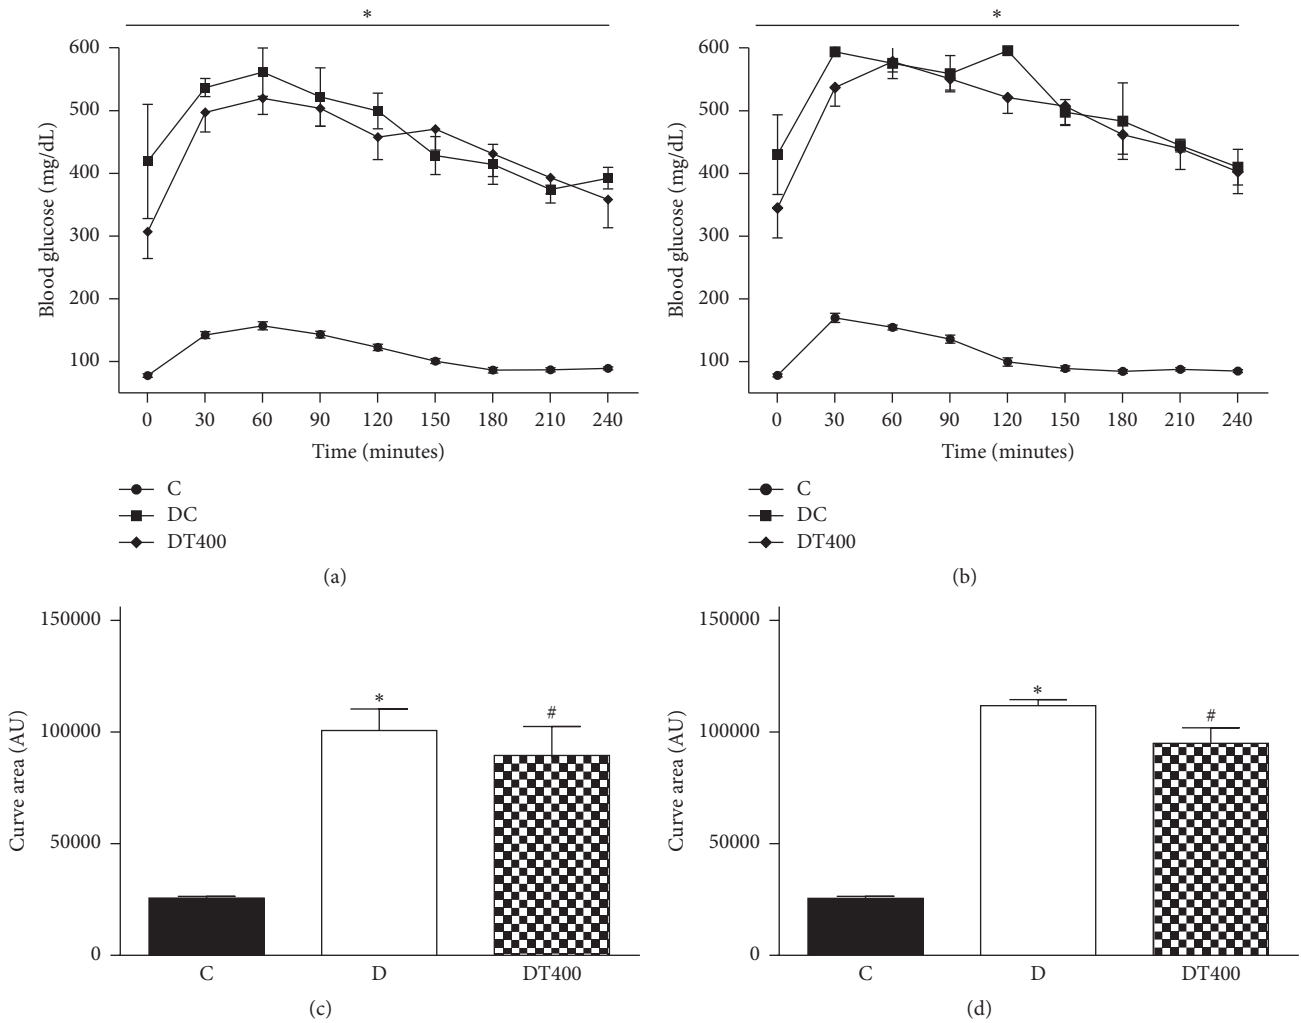 *
600
500
400
300
200
100
Blood glucose (mg/dL)
0 30 60 90 120 150 180 210 240
Time (minutes)
C
DC
DT400
(a)
*
600
500
400
300
200
100
Blood glucose (mg/dL)
0 30 60 90 120 150 180 210 240
Time (minutes)
C
DC
DT400
(b)
150000
100000
50000
0
Curve area (AU)
*
#
C D DT400
(c)
150000
100000
50000
0
Curve area (AU)
*
#
C D DT400
(d)